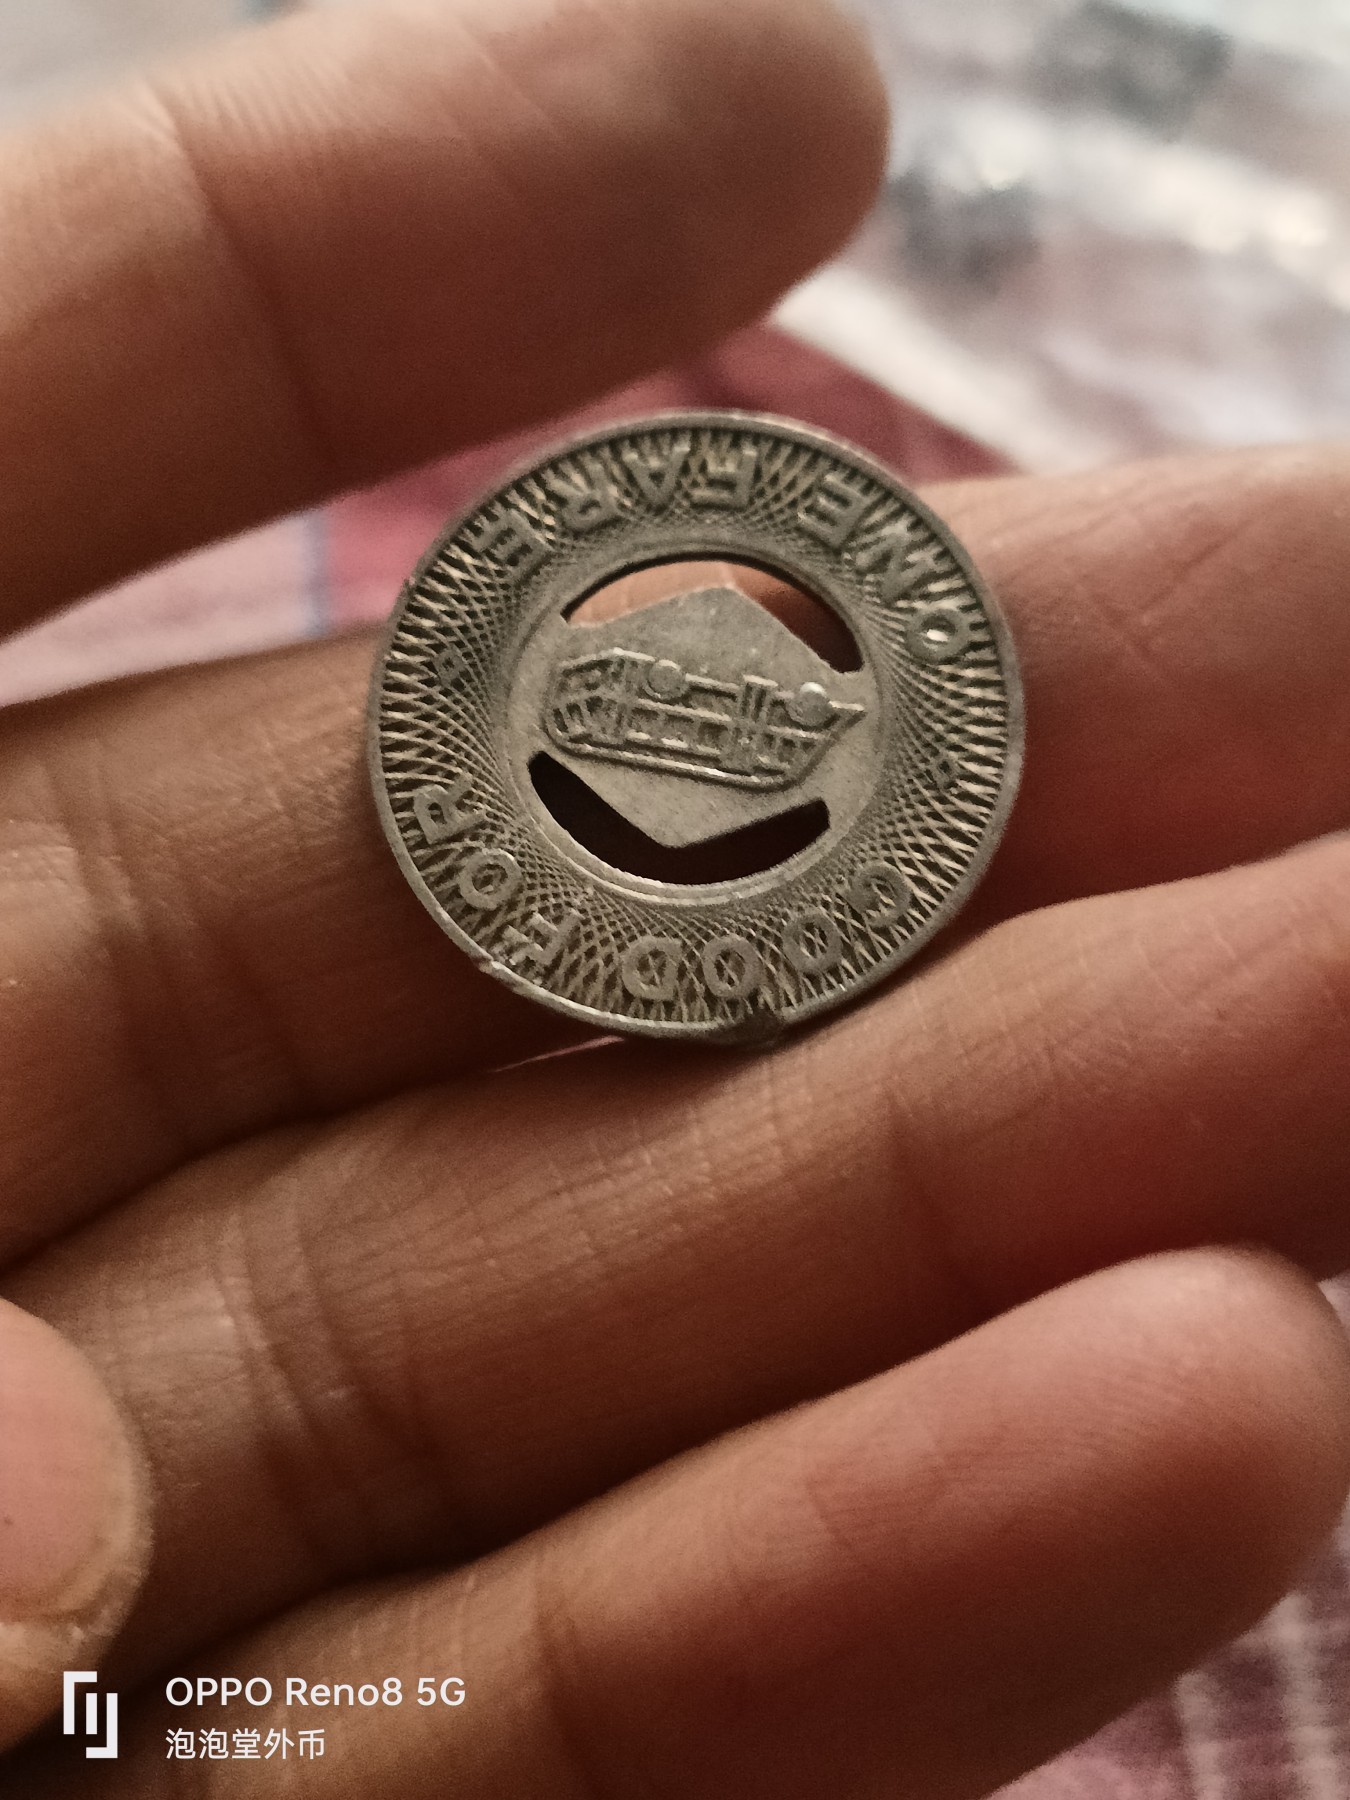 GOOD FOR
ONE FARE
OPPO Reno8 5G
泡泡堂外币